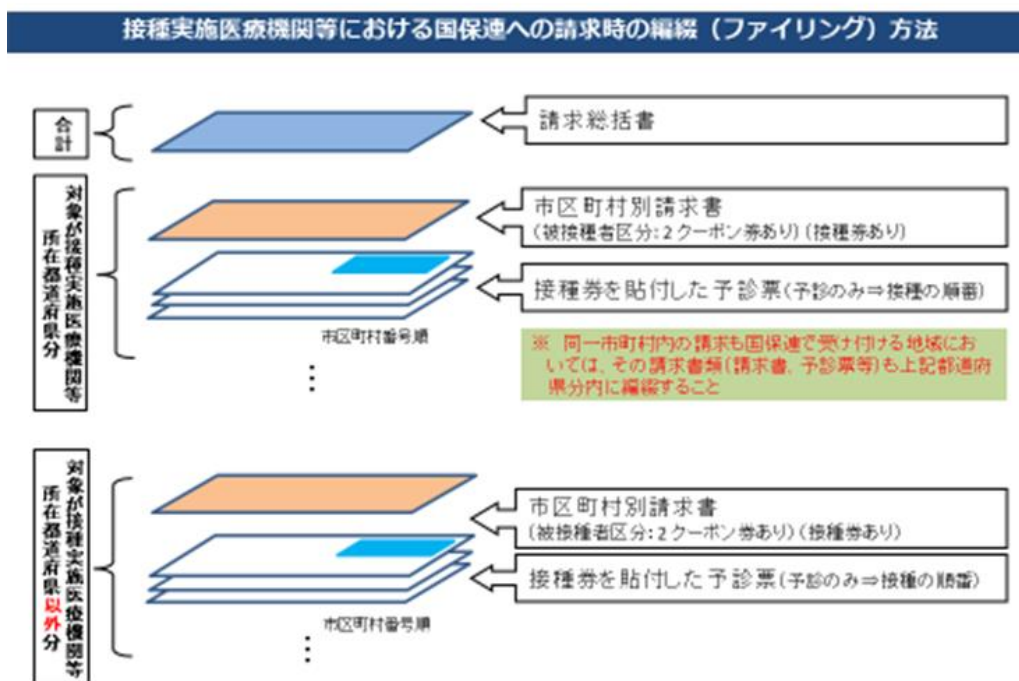 接種実施医療機関等における国保連への請求時の編綴（ファイリング）方法
合計
請求総括書
対象が接種実施医療機関等
所在都道府県分
市区町村別請求書
(被接種者区分:2クーポン券あり)(接種券あり)
接種券を貼付した予診票(予診のみ⇒接種の順番)
市区町村番号順
※ 同一市町村内の請求も国保連で受け付ける地域にお
いては、その請求書類(請求書、予診票等)も上記都道府
県分内に編綴すること
対象が接種実施医療機関等
所在都道府県以外分
市区町村別請求書
(被接種者区分:2クーポン券あり)(接種券あり)
接種券を貼付した予診票(予診のみ⇒接種の順番)
市区町村番号順